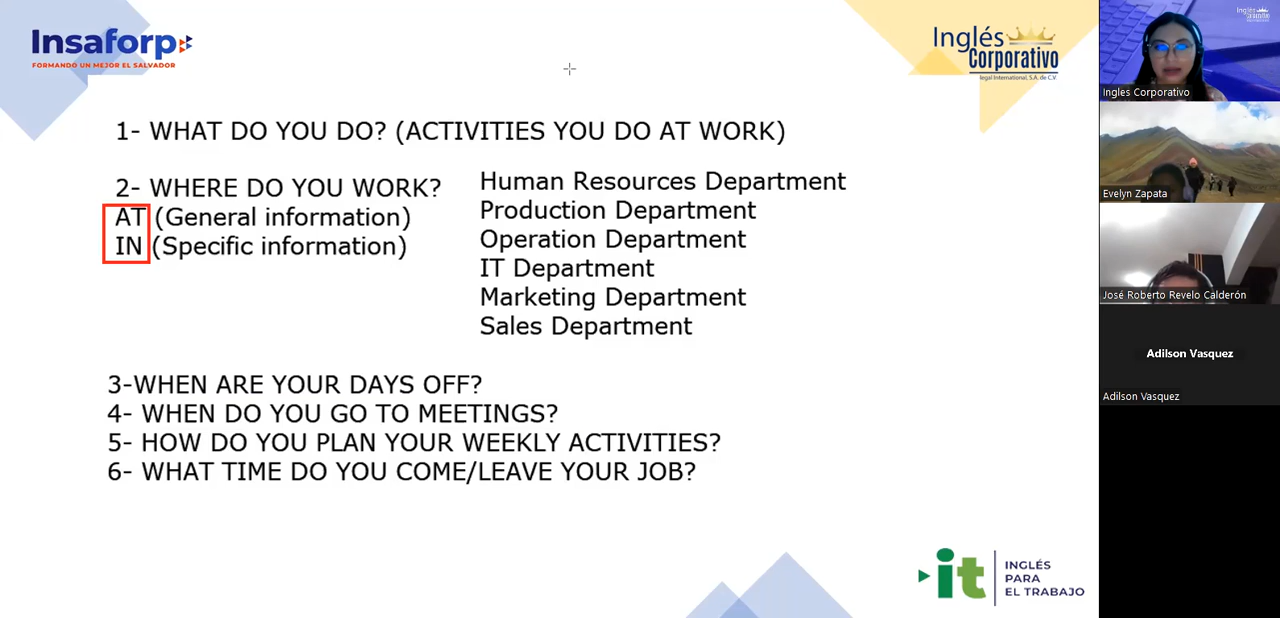 Insaforp
FORMANDO UN MEJOR EL SALVADOR
Inglés
Corporativo
legal International, S.A. de C.V.
1- WHAT DO YOU DO? (ACTIVITIES YOU DO AT WORK)
2- WHERE DO YOU WORK?
AT (General information)
IN (Specific information)
Human Resources Department
Production Department
Operation Department
IT Department
Marketing Department
Sales Department
3-WHEN ARE YOUR DAYS OFF?
4- WHEN DO YOU GO TO MEETINGS?
5- HOW DO YOU PLAN YOUR WEEKLY ACTIVITIES?
6- WHAT TIME DO YOU COME/LEAVE YOUR JOB?
it
INGLÉS
PARA
EL TRABAJO
Inglés
Ingles Corporativo
Evelyn Zapata
José Roberto Revelo Calderón
Adilson Vasquez
Adilson Vasquez